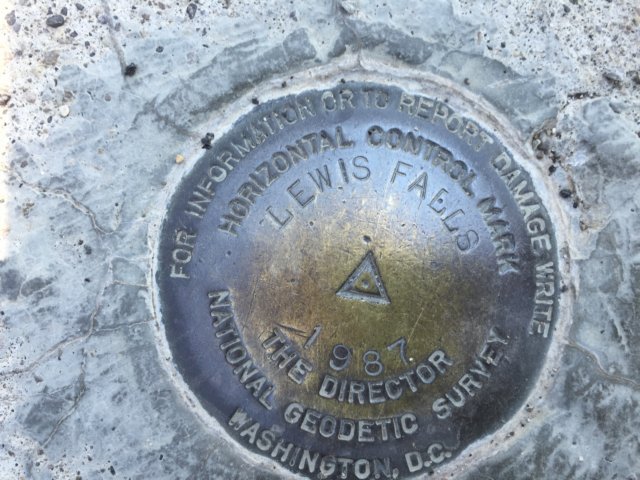 FOR INFORMATION OR TO REPORT DAMAGE WRITE
HORIZONTAL CONTROL MARK
LEWIS FALLS
1987
THE DIRECTOR
NATIONAL GEODETIC SURVEY
WASHINGTON, D.C.